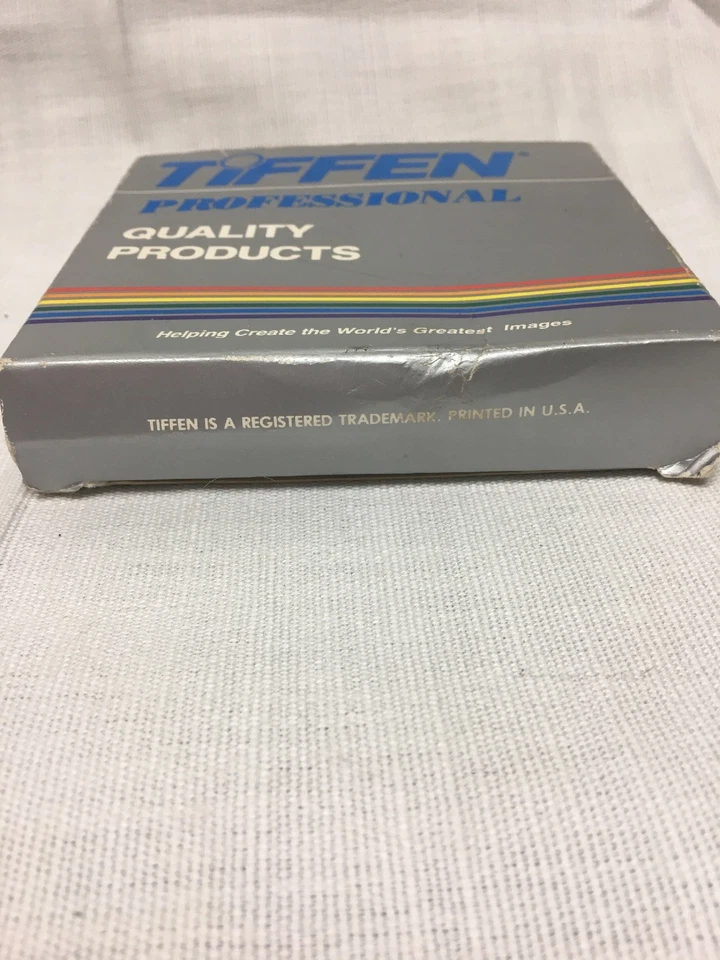 TiFFEN®
PROFESSIONAL
QUALITY
PRODUCTS
Helping Create the World's Greatest Images
TIFFEN IS A REGISTERED TRADEMARK. PRINTED IN U.S.A.